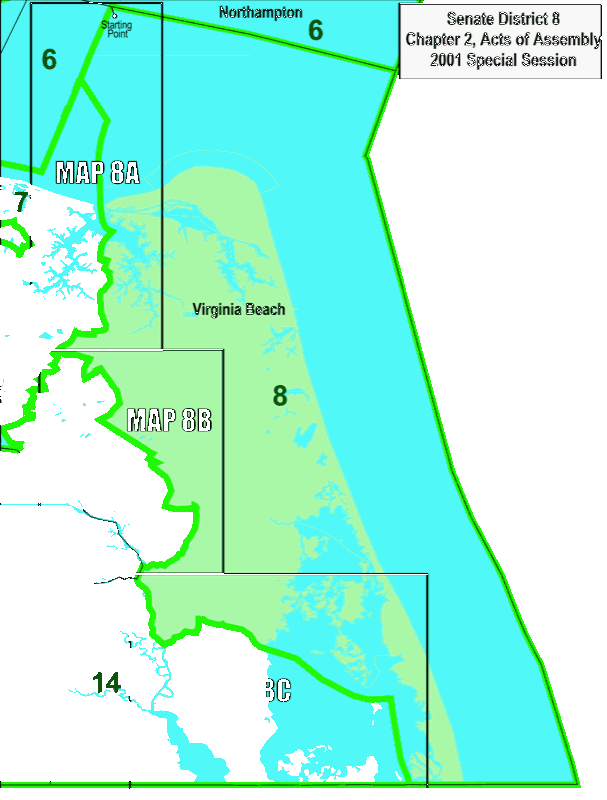 Northampton
Senate District 8
Chapter 2, Acts of Assembly
2001 Special Session
Starting
Point
6
6
MAP 8A
7
Virginia Beach
8
MAP 8B
14
8C